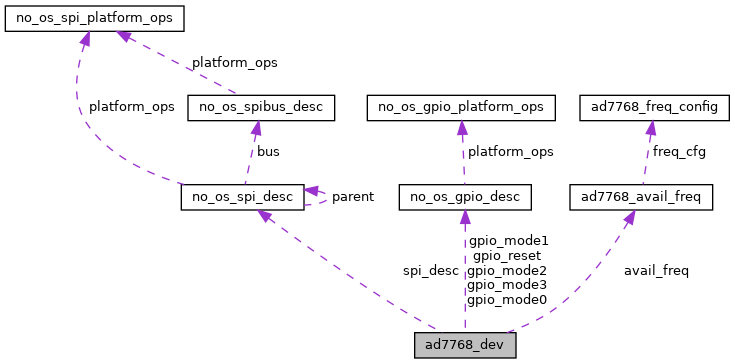 no_os_spi_platform_ops
platform_ops
platform_ops
no_os_spibus_desc
no_os_gpio_platform_ops
ad7768_freq_config
bus
platform_ops
freq_cfg
no_os_spi_desc
parent
no_os_gpio_desc
ad7768_avail_freq
gpio_mode1
gpio_reset
spi_desc
gpio_mode2
avail_freq
gpio_mode3
gpio_mode0
ad7768_dev